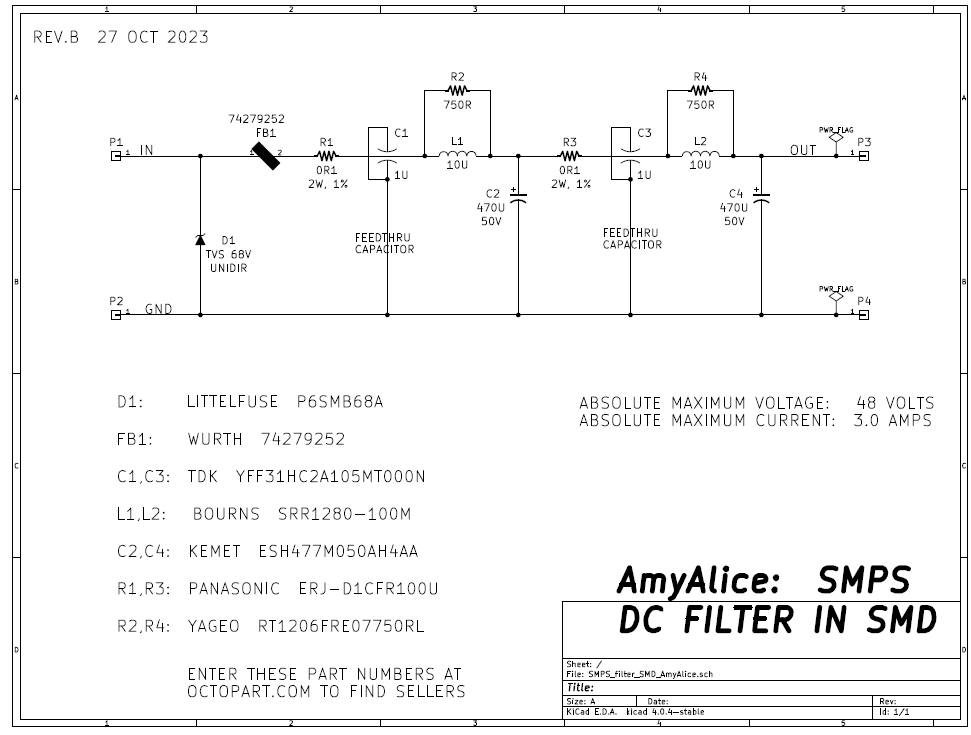 1 2 3 4 5
REV.B 27 OCT 2023
A A
R2
750R
R4
750R
74279252
FB1
1 2
P1
1 IN
R1
0R1
2W, 1%
C1
1U
L1
10U
R3
0R1
2W, 1%
C3
1U
L2
10U
OUT
PWR_FLAG
1
P3
C2
470U
50V
C4
470U
50V
D1
TVS 68V
UNIDIR
FEEDTHRU
CAPACITOR
FEEDTHRU
CAPACITOR
B B
P2
1 GND
PWR_FLAG
1
P4
D1: LITTELFUSE P6SMB68A
FB1: WURTH 74279252
C1,C3: TDK YFF31HC2A105MT000N
L1,L2: BOURNS SRR1280-100M
C2,C4: KEMET ESH477M050AH4AA
R1,R3: PANASONIC ERJ-D1CFR100U
R2,R4: YAGEO RT1206FRE07750RL
ENTER THESE PART NUMBERS AT
OCTOPART.COM TO FIND SELLERS
ABSOLUTE MAXIMUM VOLTAGE: 48 VOLTS
ABSOLUTE MAXIMUM CURRENT: 3.0 AMPS
C C
AmyAlice: SMPS
DC FILTER IN SMD
D D
Sheet: /
File: SMPS_filter_SMD_AmyAlice.sch
Title:
Size: A Date: Rev:
KiCad E.D.A. kicad 4.0.4-stable Id: 1/1
1 2 3 4 5